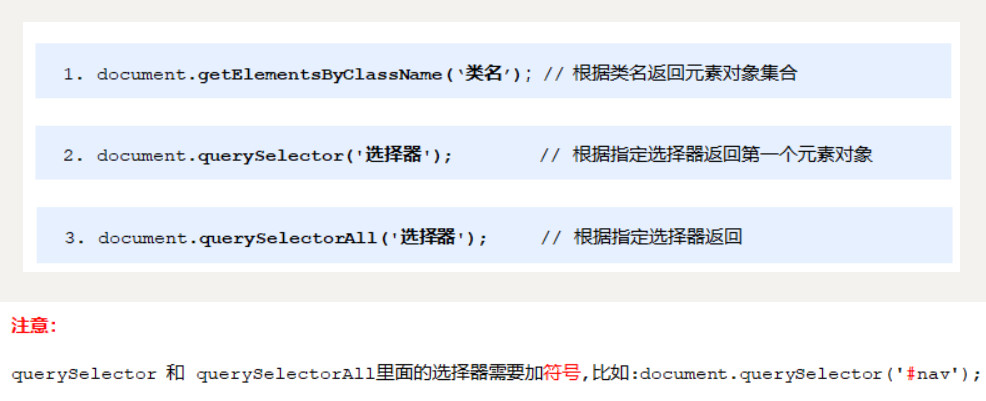 1. document.getElementsByClassName(‘类名’); // 根据类名返回元素对象集合
2. document.querySelector('选择器'); // 根据指定选择器返回第一个元素对象
3. document.querySelectorAll('选择器'); // 根据指定选择器返回
注意:
querySelector 和 querySelectorAll里面的选择器需要加符号,比如:document.querySelector('#nav');